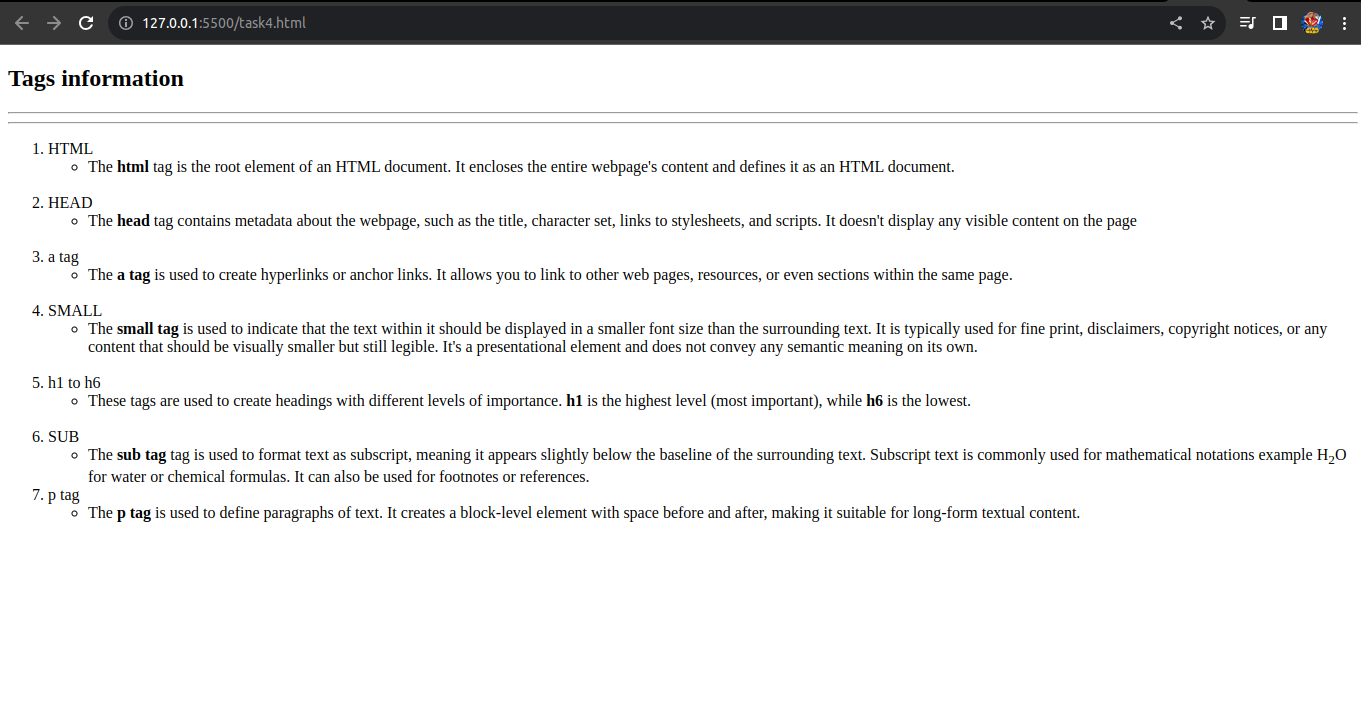 127.0.0.1:5500/task4.html
Tags information
1. HTML
The html tag is the root element of an HTML document. It encloses the entire webpage's content and defines it as an HTML document.
2. HEAD
The head tag contains metadata about the webpage, such as the title, character set, links to stylesheets, and scripts. It doesn't display any visible content on the page
3. a tag
The a tag is used to create hyperlinks or anchor links. It allows you to link to other web pages, resources, or even sections within the same page.
4. SMALL
The small tag is used to indicate that the text within it should be displayed in a smaller font size than the surrounding text. It is typically used for fine print, disclaimers, copyright notices, or any
content that should be visually smaller but still legible. It's a presentational element and does not convey any semantic meaning on its own.
5. h1 to h6
These tags are used to create headings with different levels of importance. h1 is the highest level (most important), while h6 is the lowest.
6. SUB
The sub tag tag is used to format text as subscript, meaning it appears slightly below the baseline of the surrounding text. Subscript text is commonly used for mathematical notations example H₂O
for water or chemical formulas. It can also be used for footnotes or references.
7. p tag
The p tag is used to define paragraphs of text. It creates a block-level element with space before and after, making it suitable for long-form textual content.